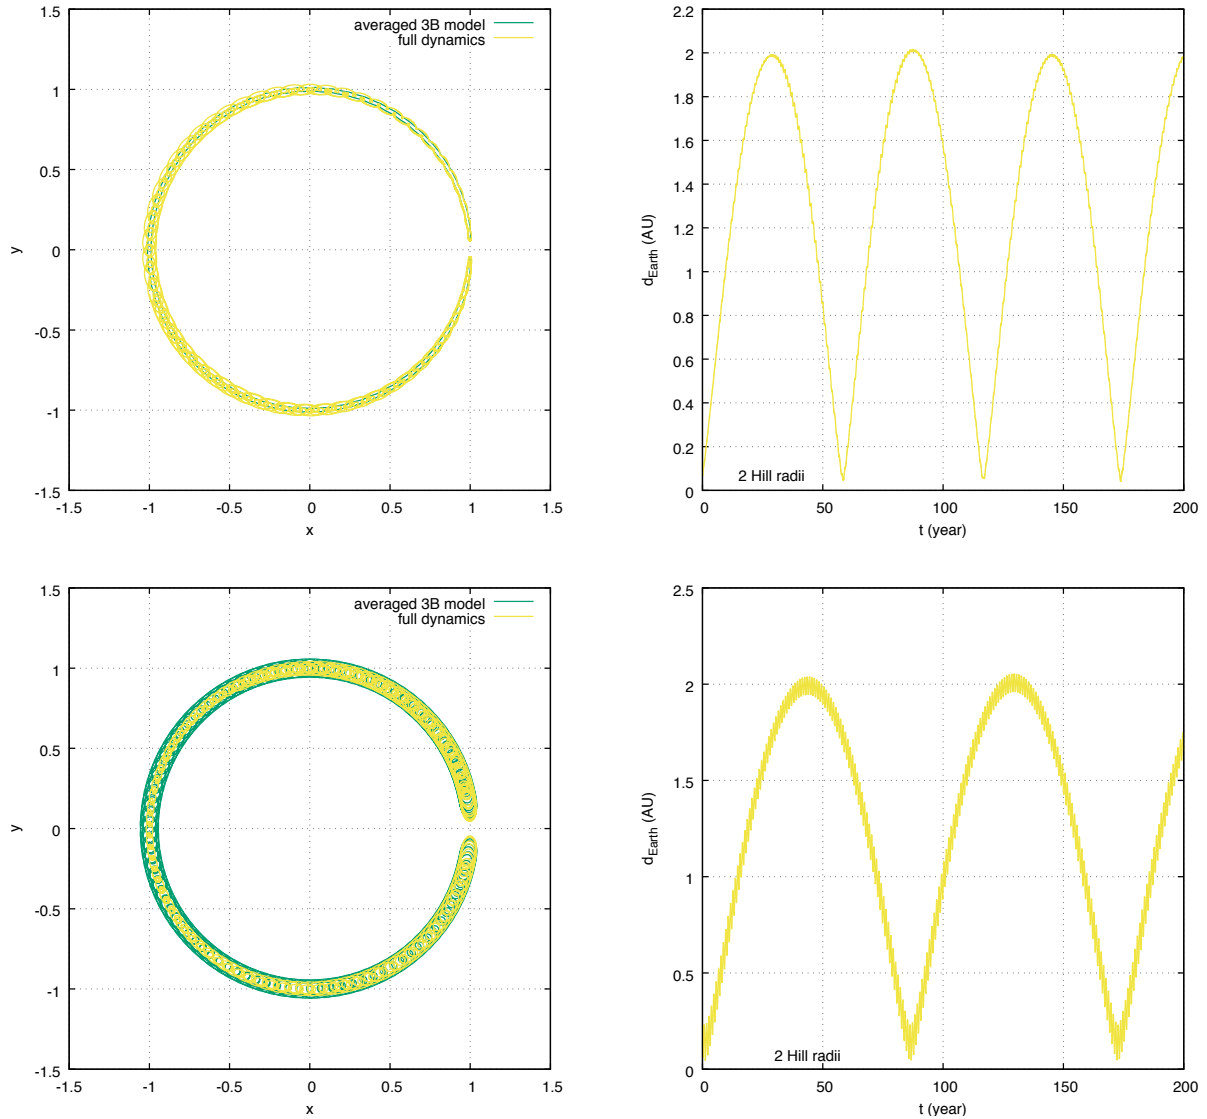 1.5
1
0.5
0
-0.5
-1
-1.5
-1.5 -1 -0.5 0 0.5 1 1.5
y
x
averaged 3B model
full dynamics
2.2
2
1.8
1.6
1.4
1.2
1
0.8
0.6
0.4
0.2
0
0 50 100 150 200
d_Earth (AU)
t (year)
2 Hill radii
1.5
1
0.5
0
-0.5
-1
-1.5
-1.5 -1 -0.5 0 0.5 1 1.5
y
x
averaged 3B model
full dynamics
2.5
2
1.5
1
0.5
0
0 50 100 150 200
d_Earth (AU)
t (year)
2 Hill radii